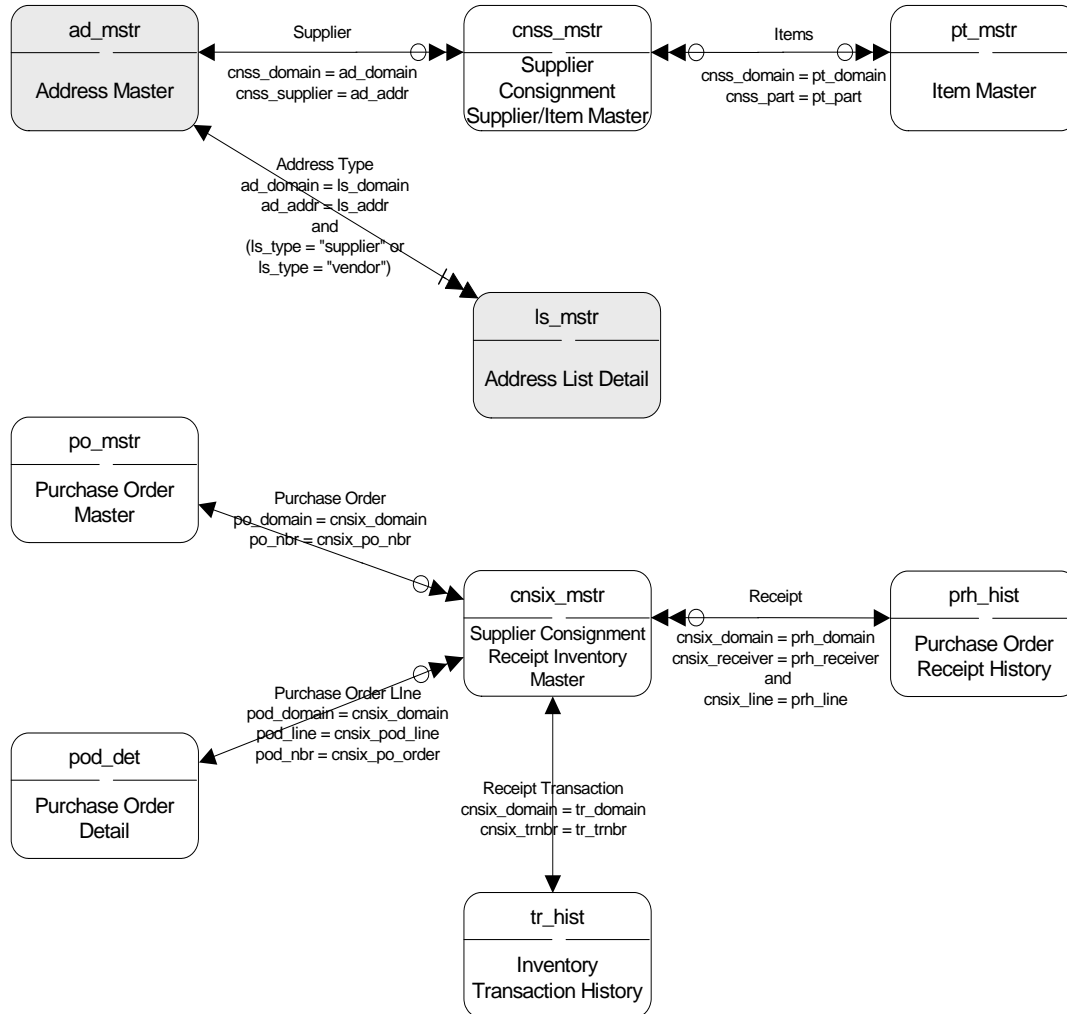 ad_mstr
Address Master
Supplier
cnss_domain = ad_domain
cnss_supplier = ad_addr
cnss_mstr
Supplier
Consignment
Supplier/Item Master
Items
cnss_domain = pt_domain
cnss_part = pt_part
pt_mstr
Item Master
Address Type
ad_domain = ls_domain
ad_addr = ls_addr
and
(ls_type = "supplier" or
ls_type = "vendor")
ls_mstr
Address List Detail
po_mstr
Purchase Order
Master
Purchase Order
po_domain = cnsix_domain
po_nbr = cnsix_po_nbr
cnsix_mstr
Supplier Consignment
Receipt Inventory
Master
Receipt
cnsix_domain = prh_domain
cnsix_receiver = prh_receiver
and
cnsix_line = prh_line
prh_hist
Purchase Order
Receipt History
Purchase Order LIne
pod_domain = cnsix_domain
pod_line = cnsix_pod_line
pod_nbr = cnsix_po_order
pod_det
Purchase Order
Detail
Receipt Transaction
cnsix_domain = tr_domain
cnsix_trnbr = tr_trnbr
tr_hist
Inventory
Transaction History